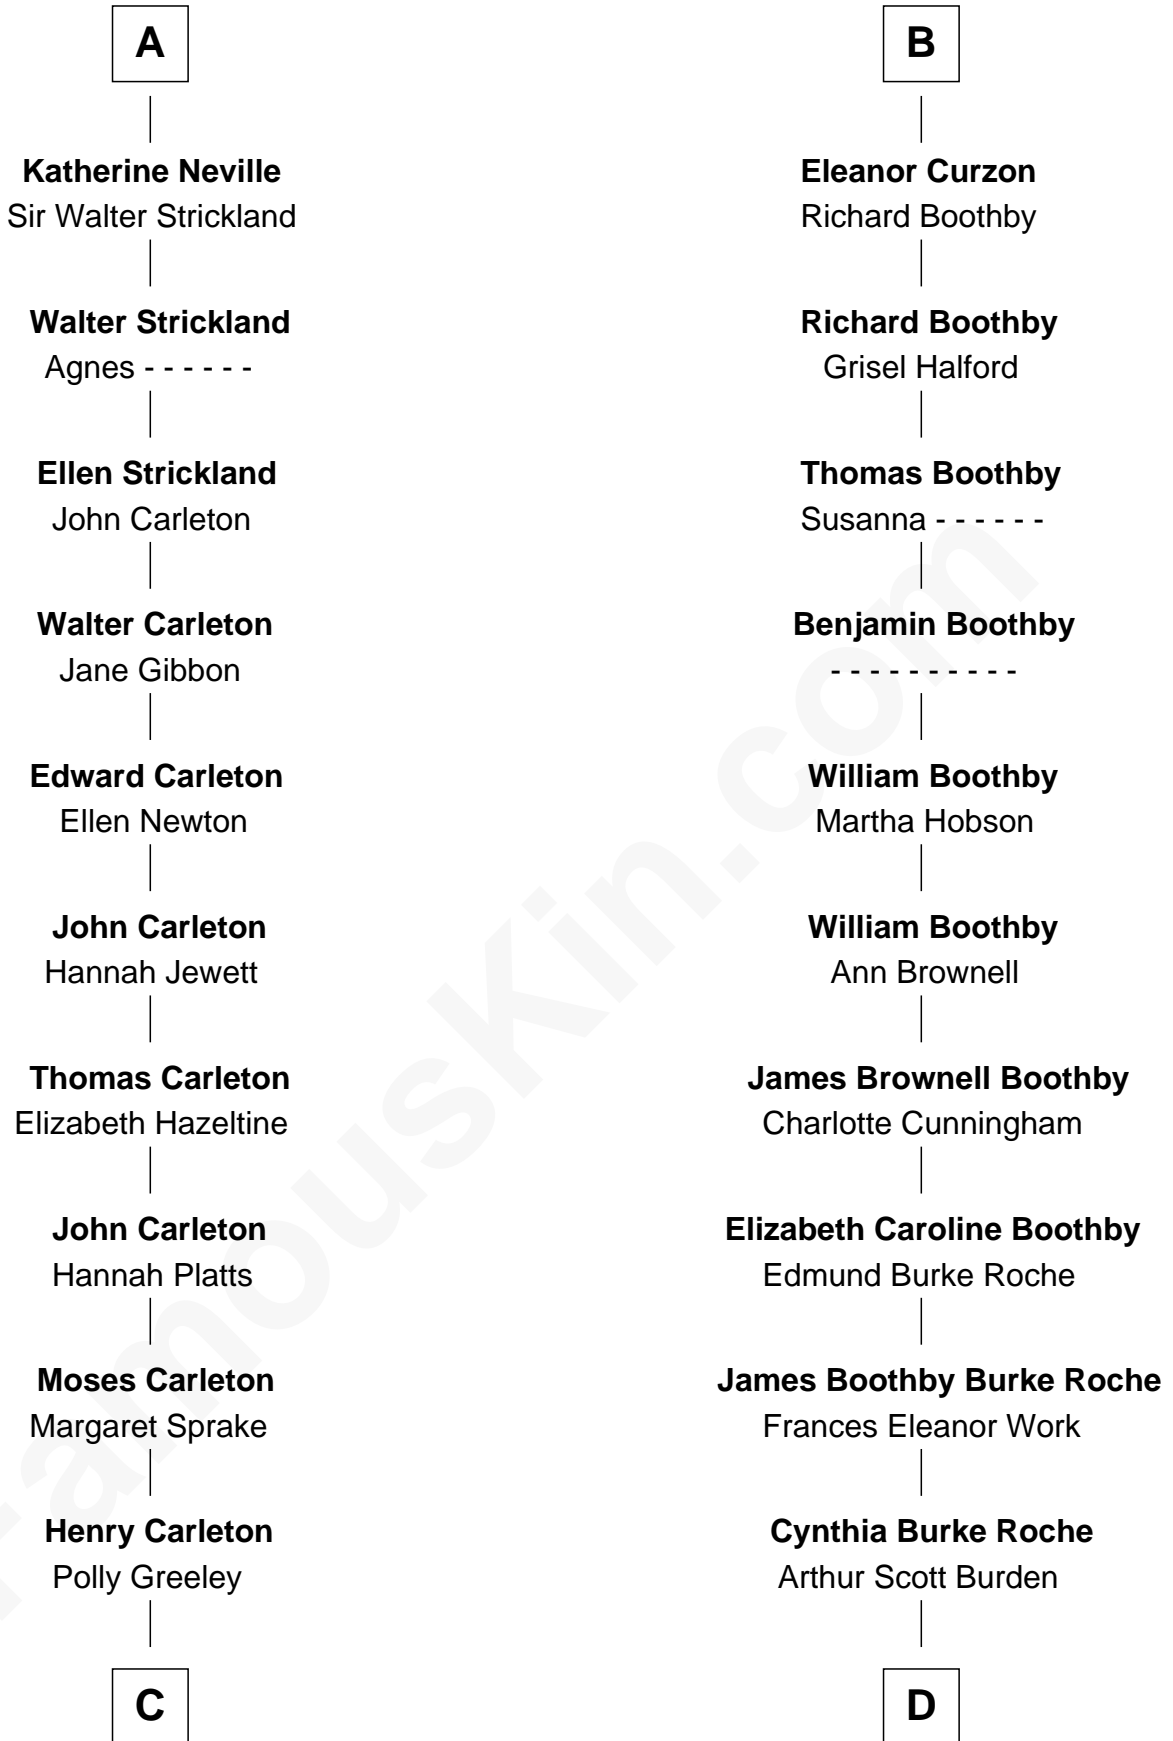 A
Katherine Neville
Sir Walter Strickland
Walter Strickland
Agnes - - - - - -
Ellen Strickland
John Carleton
Walter Carleton
Jane Gibbon
Edward Carleton
Ellen Newton
John Carleton
Hannah Jewett
Thomas Carleton
Elizabeth Hazeltine
John Carleton
Hannah Platts
Moses Carleton
Margaret Sprake
Henry Carleton
Polly Greeley
C
B
Eleanor Curzon
Richard Boothby
Richard Boothby
Grisel Halford
Thomas Boothby
Susanna - - - - - -
Benjamin Boothby
- - - - - - - - - -
William Boothby
Martha Hobson
William Boothby
Ann Brownell
James Brownell Boothby
Charlotte Cunningham
Elizabeth Caroline Boothby
Edmund Burke Roche
James Boothby Burke Roche
Frances Eleanor Work
Cynthia Burke Roche
Arthur Scott Burden
D
FamousKin.com